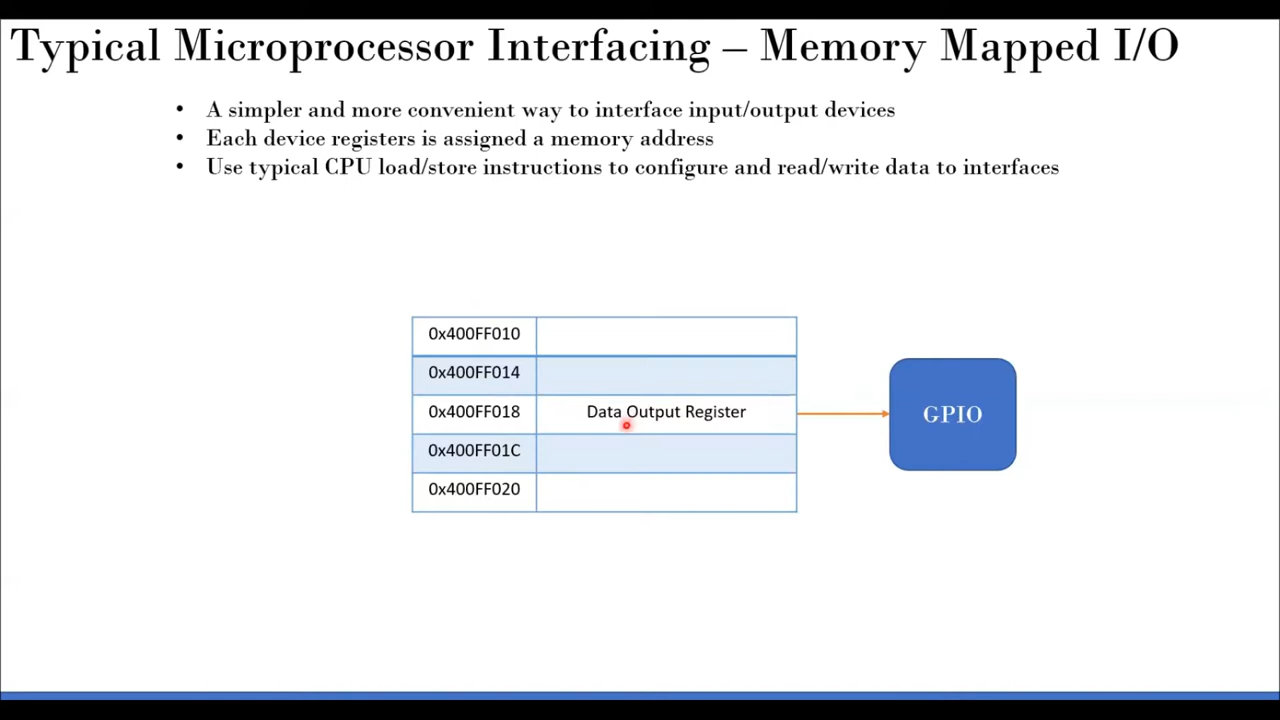 Typical Microprocessor Interfacing – Memory Mapped I/O
• A simpler and more convenient way to interface input/output devices
• Each device registers is assigned a memory address
• Use typical CPU load/store instructions to configure and read/write data to interfaces
0x400FF010
0x400FF014
0x400FF018 Data Output Register
GPIO
0x400FF01C
0x400FF020